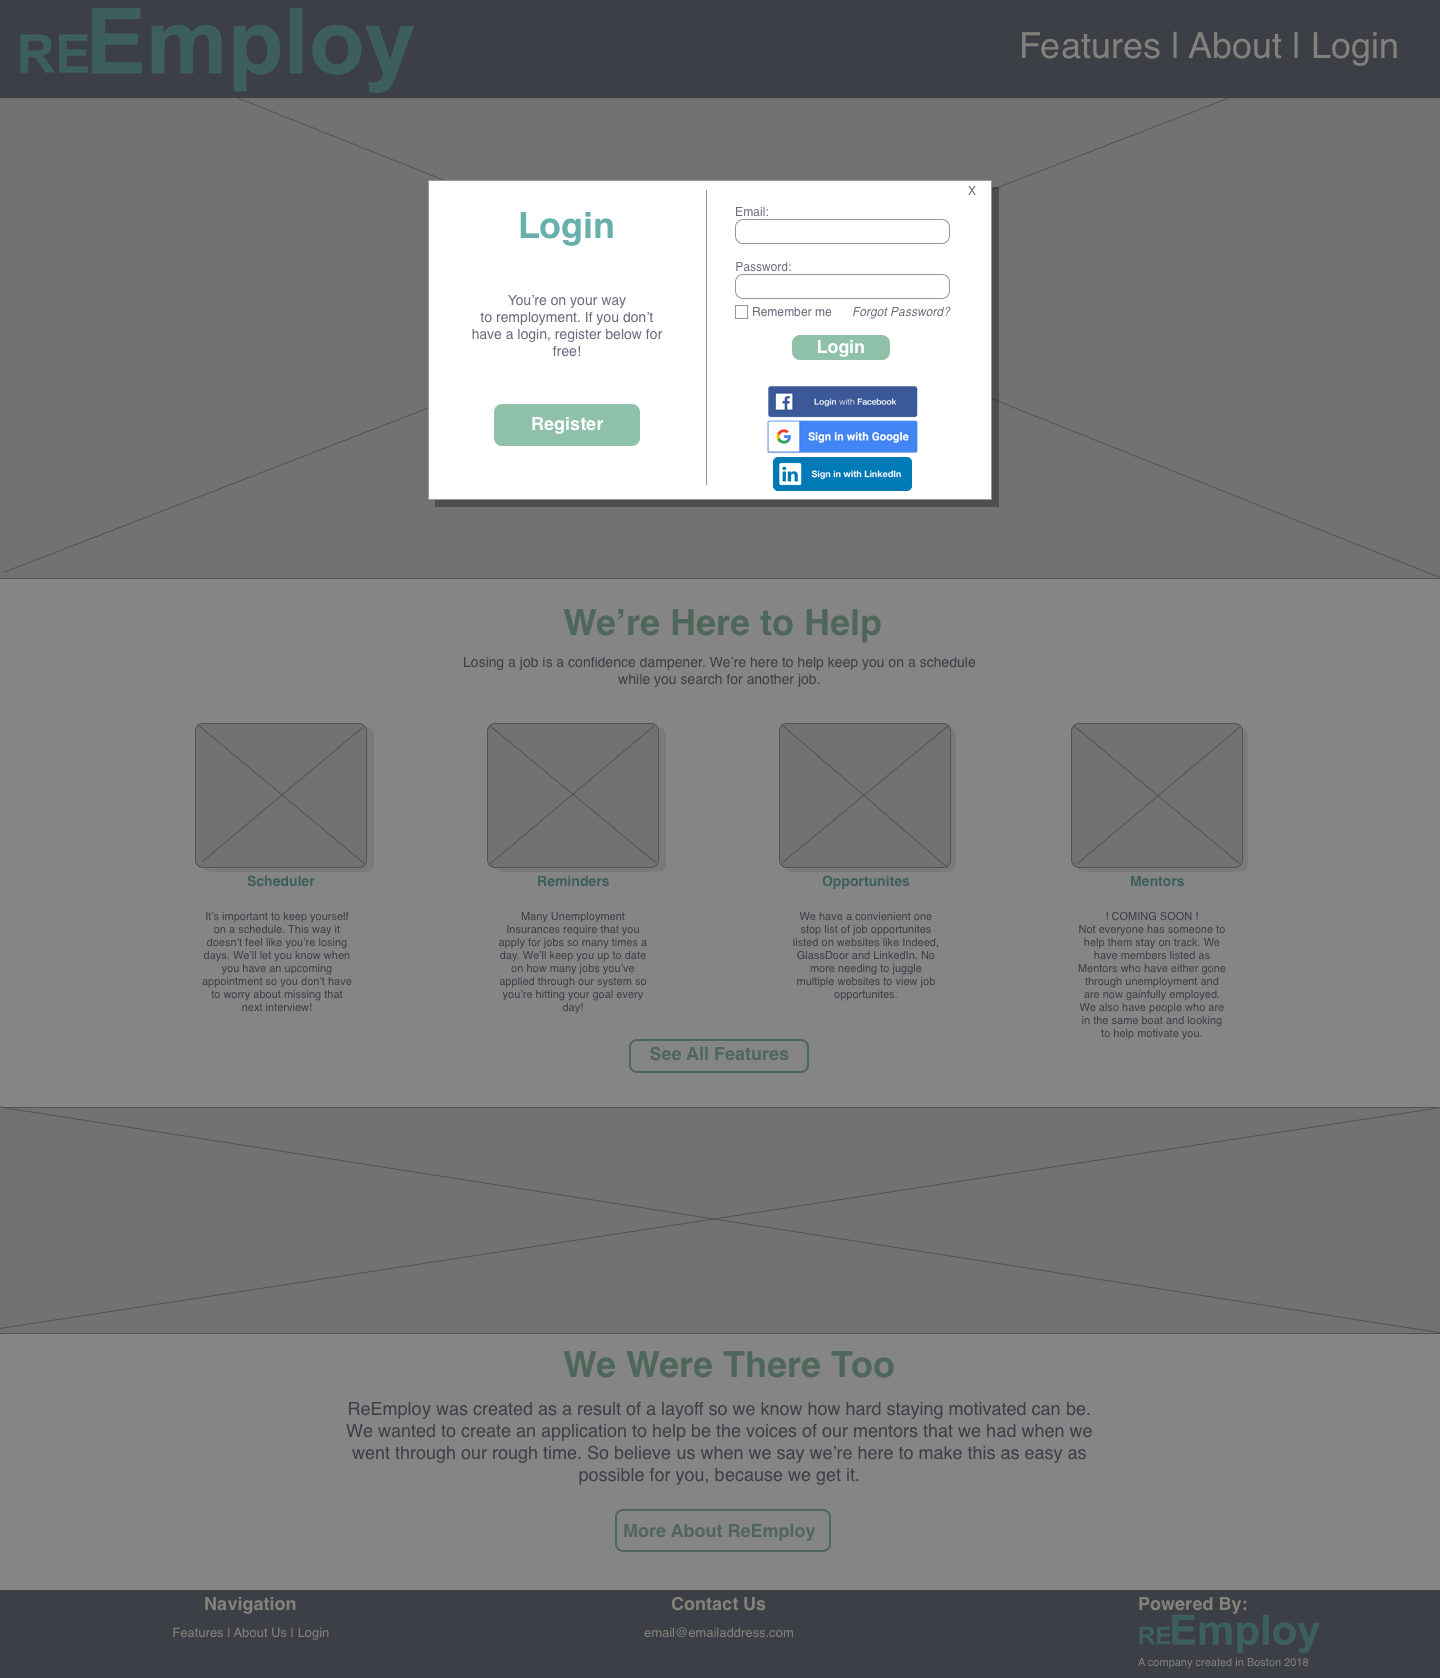 REEmploy
Features | About | Login
X
Login
You're on your way
to remployment. If you don't
have a login, register below for
free!
Register
Email:
Password:
Remember me Forgot Password?
Login
Login with Facebook
Sign in with Google
Sign in with LinkedIn
We're Here to Help
Losing a job is a confidence dampener. We're here to help keep you on a schedule
while you search for another job.
Scheduler
It's important to keep yourself
on a schedule. This way it
doesn't feel like you're losing
days. We'll let you know when
you have an upcoming
appointment so you don't have
to worry about missing that
next interview!
Reminders
Many Unemployment
Insurances require that you
apply for jobs so many times a
day. We'll keep you up to date
on how many jobs you've
applied through our system so
you're hitting your goal every
day!
Opportunites
We have a convienient one
stop list of job opportunites
listed on websites like Indeed,
GlassDoor and LinkedIn. No
more needing to juggle
multiple websites to view job
opportunites.
Mentors
! COMING SOON !
Not everyone has someone to
help them stay on track. We
have members listed as
Mentors who have either gone
through unemployment and
are now gainfully employed.
We also have people who are
in the same boat and looking
to help motivate you.
See All Features
We Were There Too
ReEmploy was created as a result of a layoff so we know how hard staying motivated can be.
We wanted to create an application to help be the voices of our mentors that we had when we
went through our rough time. So believe us when we say we're here to make this as easy as
possible for you, because we get it.
More About ReEmploy
Navigation
Features | About Us | Login
Contact Us
email@emailaddress.com
Powered By:
REEmploy
A company created in Boston 2018